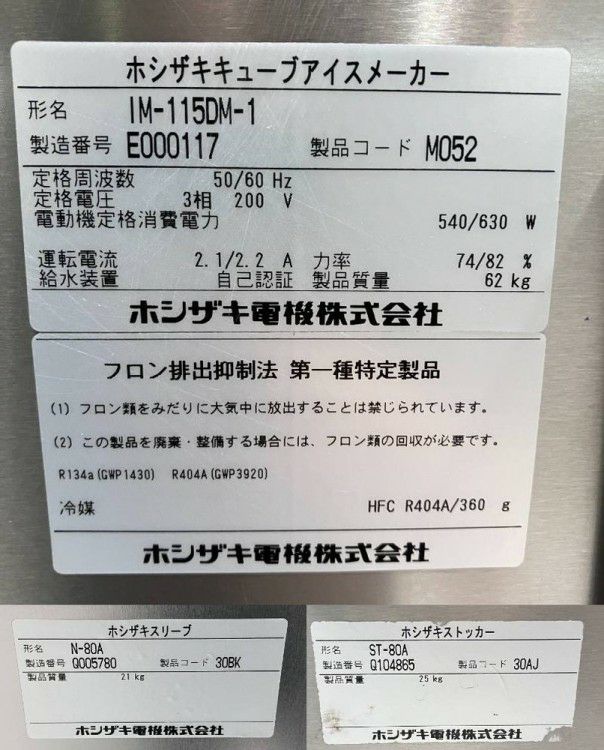 ホシザキキューブアイスメーカー
形名 IM-115DM-1
製造番号 E000117 製品コード M052
定格周波数 50/60 Hz
定格電圧 3相 200 V
電動機定格消費電力 540/630 W
運転電流 2.1/2.2 A 力率 74/82 %
給水装置 自己認証 製品質量 62 kg
ホシザキ電機株式会社
フロン排出抑制法 第一種特定製品
(1) フロン類をみだりに大気中に放出することは禁じられています。
(2) この製品を廃棄・整備する場合には、フロン類の回収が必要です。
R134a(GWP1430) R404A(GWP3920)
冷媒 HFC R404A/360 g
ホシザキ電機株式会社
ホシザキスリーブ
形名 N-80A
製造番号 Q005780 製品コード 30BK
製品質量 21 kg
ホシザキ電機株式会社
ホシザキストッカー
形名 ST-80A
製造番号 Q104865 製品コード 30AJ
製品質量 25 kg
ホシザキ電機株式会社